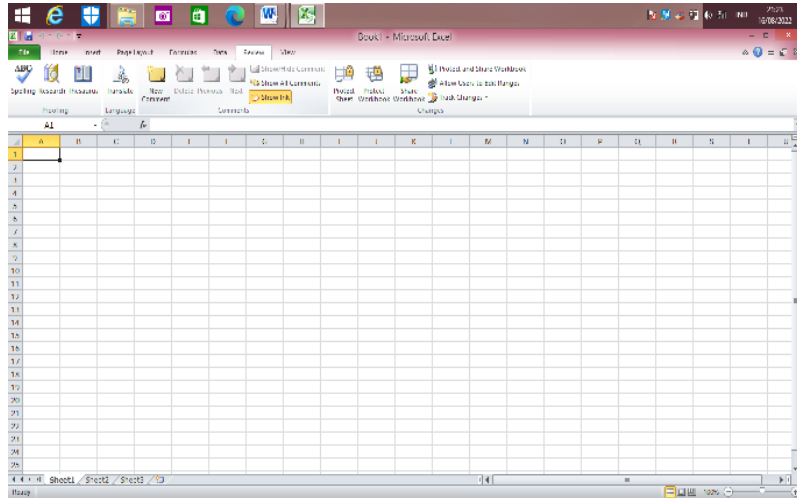 IND
21:21
16/08/2022
Book1 - Microsoft Excel
File Home Insert Page Layout Formulas Data Review View
ABC
Spelling Research Thesaurus Translate New Comment Delete Previous Next
Show/Hide Comment
Show All Comments
Show Ink
Protect Sheet Protect Workbook Share Workbook
Protect and Share Workbook
Allow Users to Edit Ranges
Track Changes
Proofing Language Comments Changes
A1 fx
A B C D E F G H I J K L M N O P Q R S T U
1
2
3
4
5
6
7
8
9
10
11
12
13
14
15
16
17
18
19
20
21
22
23
24
25
Sheet1 Sheet2 Sheet3
Ready 100%